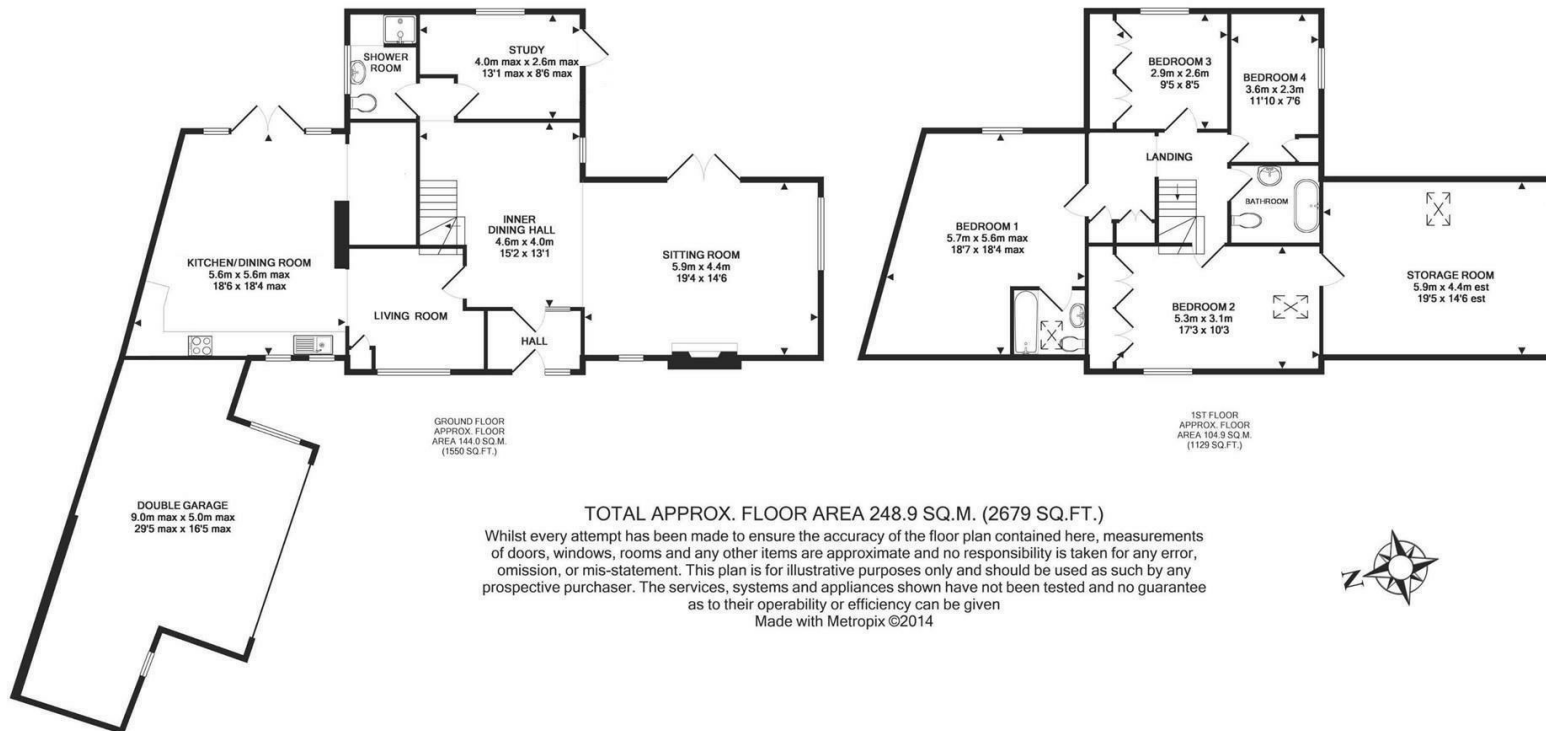 SHOWER
ROOM
STUDY
4.0m max x 2.6m max
13'1 max x 8'6 max
KITCHEN/DINING ROOM
5.6m x 5.6m max
18'6 x 18'4 max
INNER
DINING HALL
4.6m x 4.0m
15'2 x 13'1
SITTING ROOM
5.9m x 4.4m
19'4 x 14'6
LIVING ROOM
HALL
DOUBLE GARAGE
9.0m max x 5.0m max
29'5 max x 16'5 max
GROUND FLOOR
APPROX. FLOOR
AREA 144.0 SQ.M.
(1550 SQ.FT.)
BEDROOM 3
2.9m x 2.6m
9'5 x 8'5
BEDROOM 4
3.6m x 2.3m
11'10 x 7'6
LANDING
BATHROOM
BEDROOM 1
5.7m x 5.6m max
18'7 x 18'4 max
BEDROOM 2
5.3m x 3.1m
17'3 x 10'3
STORAGE ROOM
5.9m x 4.4m est
19'5 x 14'6 est
1ST FLOOR
APPROX. FLOOR
AREA 104.9 SQ.M.
(1129 SQ.FT.)
TOTAL APPROX. FLOOR AREA 248.9 SQ.M. (2679 SQ.FT.)
Whilst every attempt has been made to ensure the accuracy of the floor plan contained here, measurements
of doors, windows, rooms and any other items are approximate and no responsibility is taken for any error,
omission, or mis-statement. This plan is for illustrative purposes only and should be used as such by any
prospective purchaser. The services, systems and appliances shown have not been tested and no guarantee
as to their operability or efficiency can be given
Made with Metropix ©2014
N